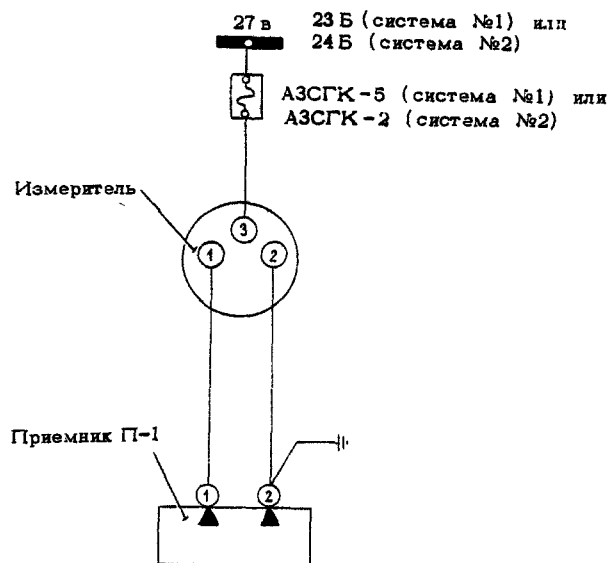 27 в
23 Б (система №1) или
24 Б (система №2)
АЗСГК-5 (система №1) или
АЗСГК-2 (система №2)
Измеритель
3
1
2
Приемник П-1
1
2